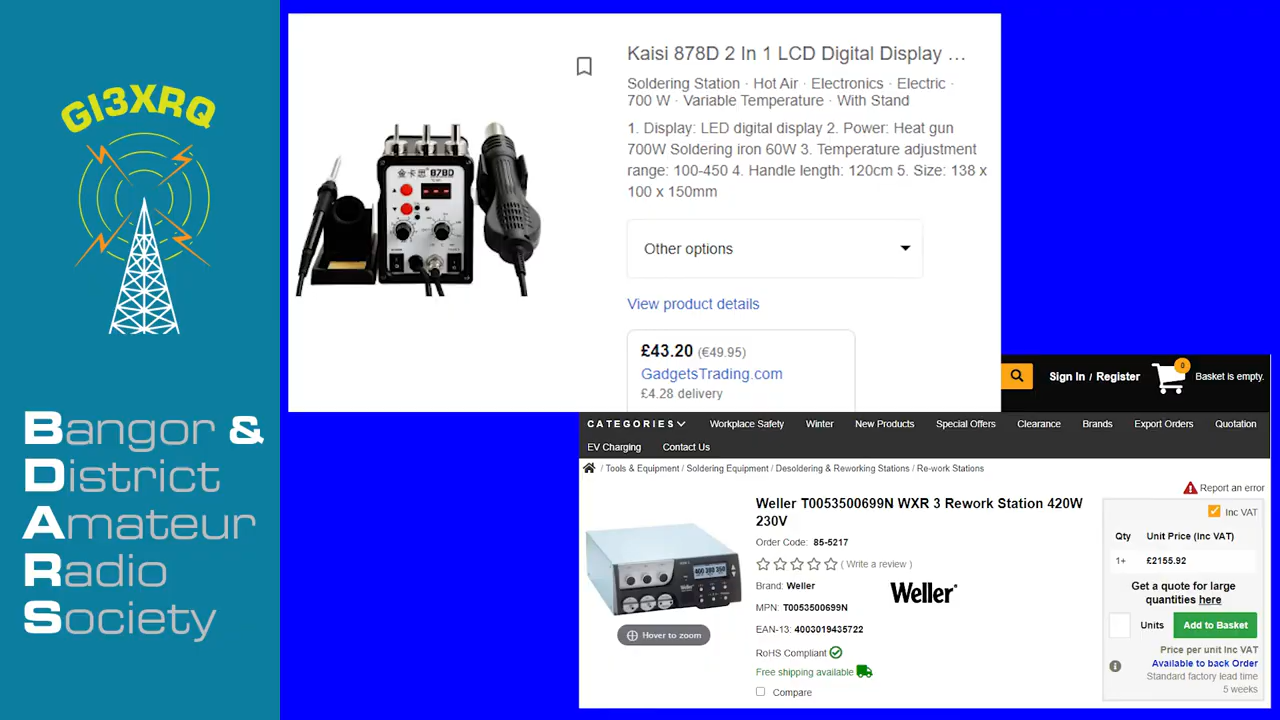 GI3XRQ
Bangor &
District
Amateur
Radio
Society
Kaisi 878D 2 In 1 LCD Digital Display …
Soldering Station · Hot Air · Electronics · Electric ·
700 W · Variable Temperature · With Stand
1. Display: LED digital display 2. Power: Heat gun
700W Soldering iron 60W 3. Temperature adjustment
range: 100-450 4. Handle length: 120cm 5. Size: 138 x
100 x 150mm
Other options
View product details
£43.20 (€49.95)
GadgetsTrading.com
£4.28 delivery
金卡思 878D
Sign In / Register
0
Basket is empty.
CATEGORIES
Workplace Safety
Winter
New Products
Special Offers
Clearance
Brands
Export Orders
Quotation
EV Charging
Contact Us
/ Tools & Equipment / Soldering Equipment / Desoldering & Reworking Stations / Re-work Stations
Report an error
Weller T0053500699N WXR 3 Rework Station 420W
230V
Order Code: 85-5217
( Write a review )
Brand: Weller
Weller®
MPN: T0053500699N
EAN-13: 4003019435722
RoHS Compliant
Free shipping available
Compare
Hover to zoom
Inc VAT
Qty Unit Price (Inc VAT)
1+ £2155.92
Get a quote for large
quantities here
Units
Add to Basket
Price per unit Inc VAT
Available to back Order
Standard factory lead time
5 weeks